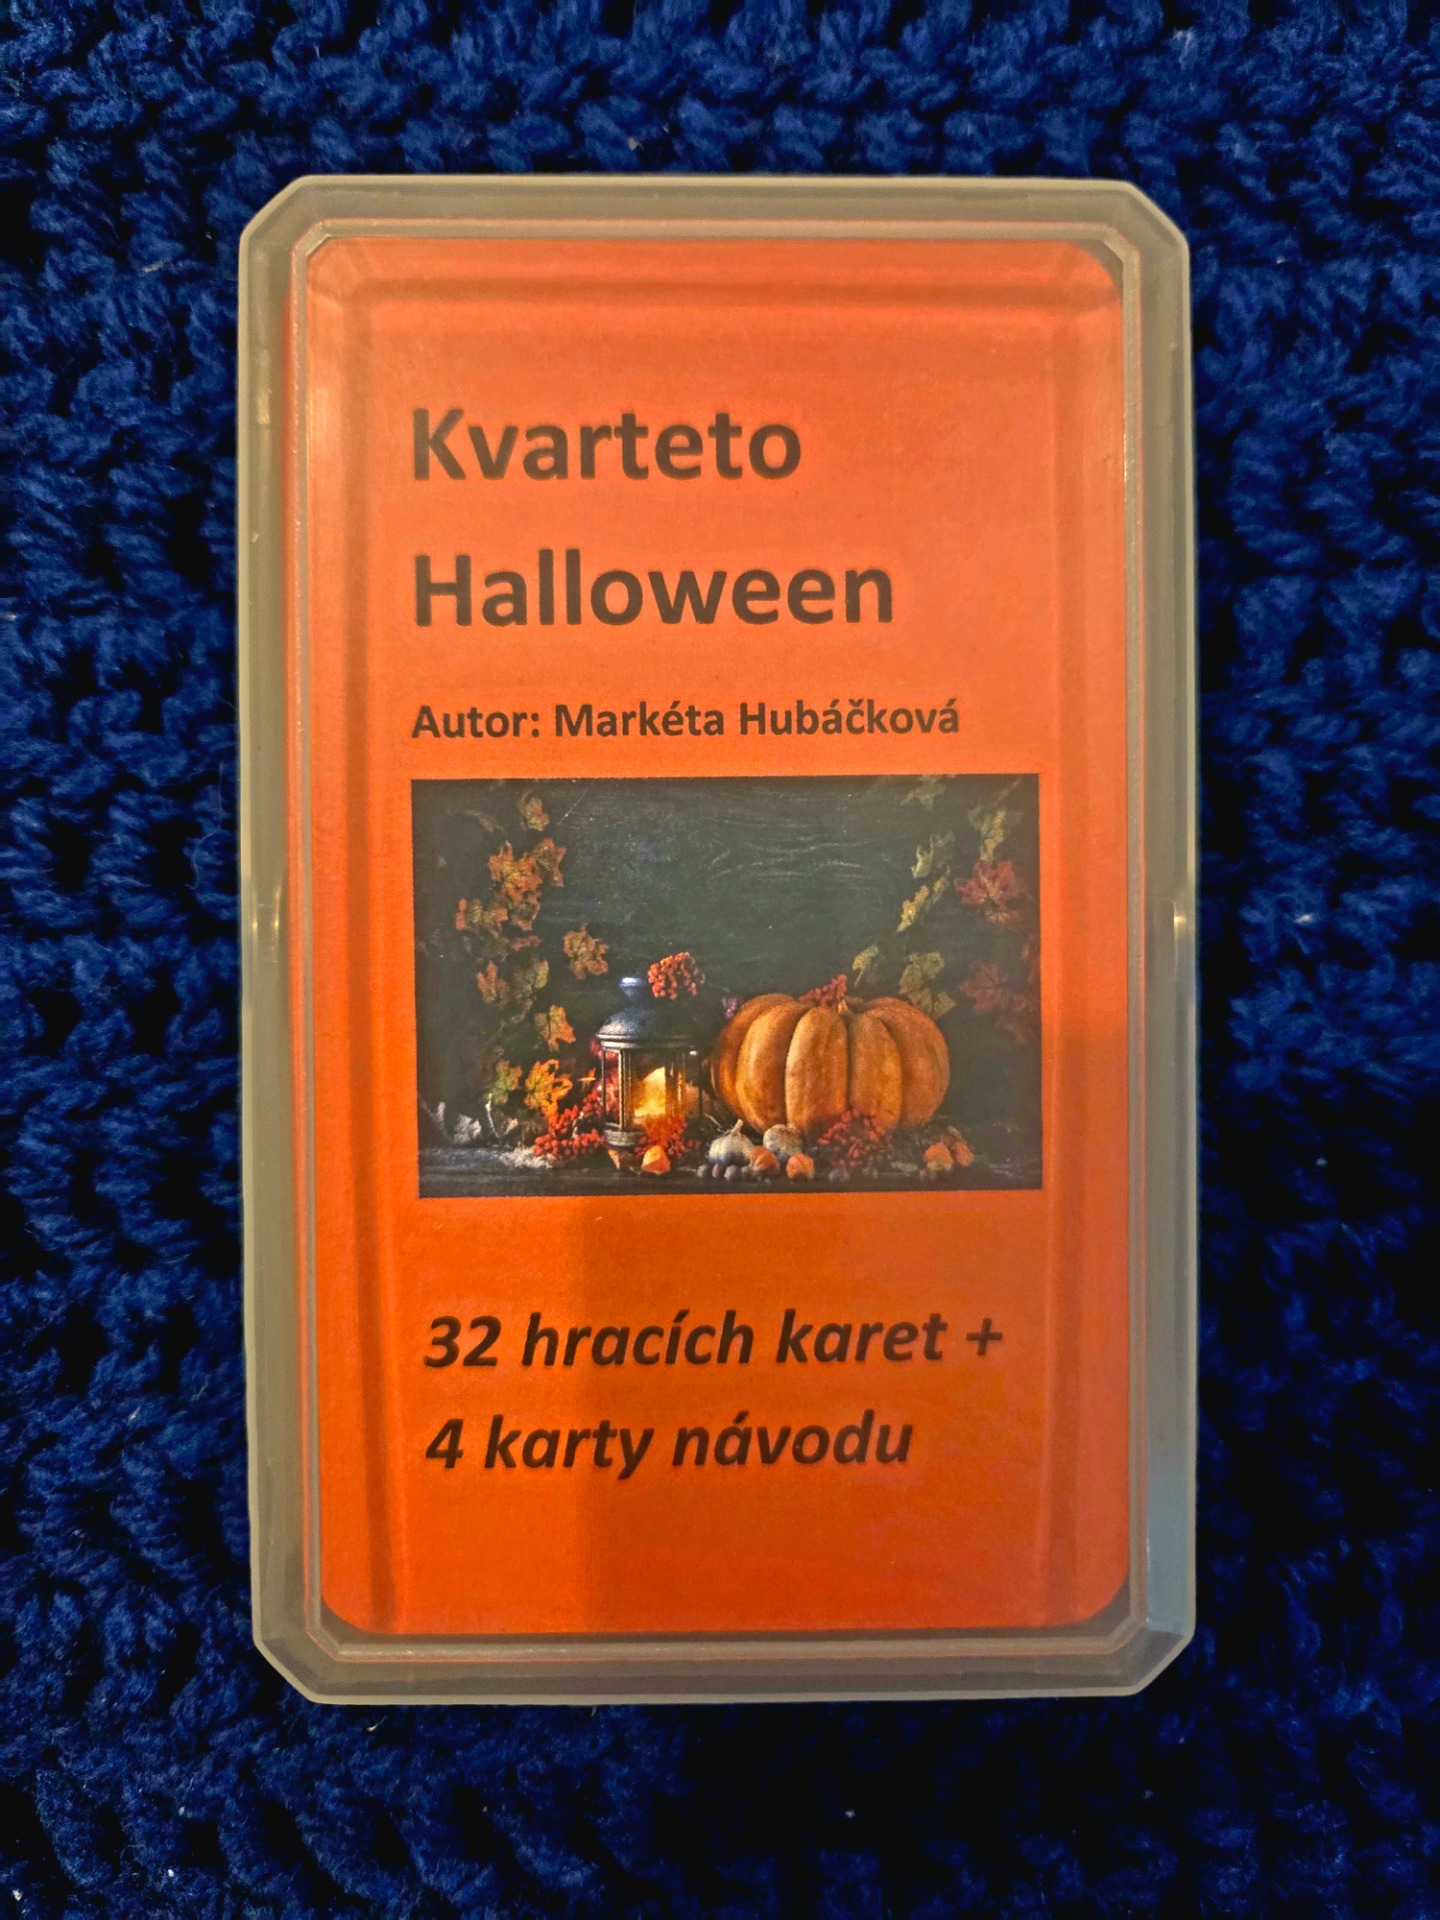 Kvarteto
Halloween
Autor: Markéta Hubáčková
32 hracích karet +
4 karty návodu